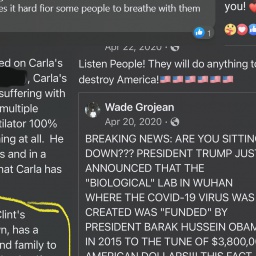 es it hard fior some people to breathe with them
1
you!
ed on Carla's
, Carla's
suffering with
multiple
tilator 100%
ning at all. He
s and in a
hat Carla has
Clint's
n, has a
nd family to
Apr 22, 2020
Listen People! They will do anything to
destroy America!🇺🇸🇺🇸🇺🇸🇺🇸🇺🇸
Wade Grojean
Apr 20, 2020 ·
BREAKING NEWS: ARE YOU SITTING
DOWN??? PRESIDENT TRUMP JUST
ANNOUNCED THAT THE
"BIOLOGICAL" LAB IN WUHAN
WHERE THE COVID-19 VIRUS WAS
CREATED WAS "FUNDED" BY
PRESIDENT BARAK HUSSEIN OBAM
IN 2015 TO THE TUNE OF $3,800,0
AMERICAN DOLLARS!!! THIS FACT